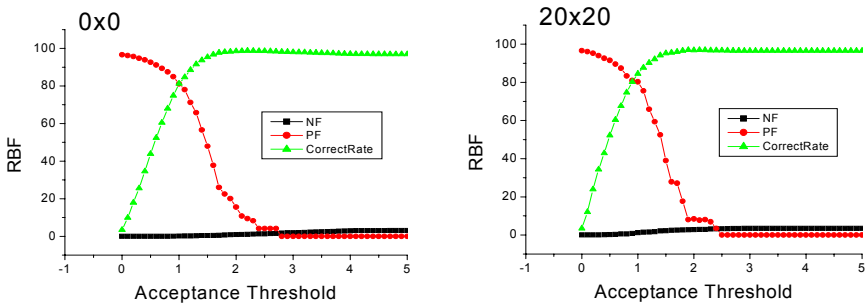 0x0
100
80
60
40
20
0
RBF
NF
PF
CorrectRate
-1 0 1 2 3 4 5
Acceptance Threshold
20x20
100
80
60
40
20
0
RBF
NF
PF
CorrectRate
-1 0 1 2 3 4 5
Acceptance Threshold